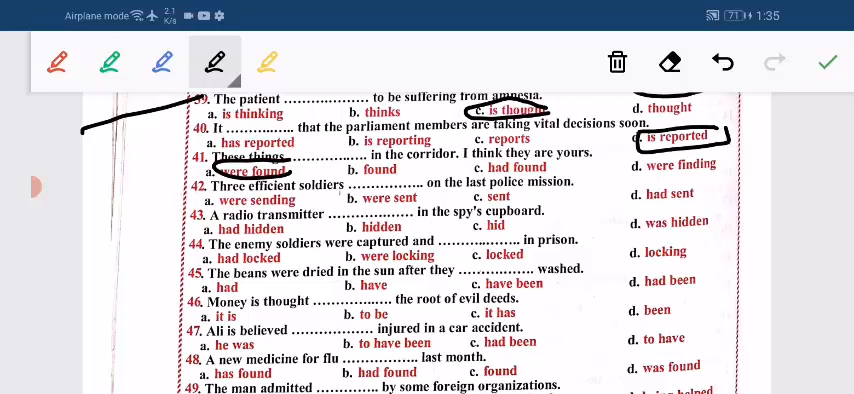 Airplane mode 2.1 K/s 71 1:35
39. The patient ………………… to be suffering from amnesia.
a. is thinking b. thinks c. is thought d. thought
40. It …………… that the parliament members are taking vital decisions soon.
a. has reported b. is reporting c. reports d. is reported
41. These things ……………… in the corridor. I think they are yours.
a. were found b. found c. had found d. were finding
42. Three efficient soldiers ……………… on the last police mission.
a. were sending b. were sent c. sent d. had sent
43. A radio transmitter ……………… in the spy's cupboard.
a. had hidden b. hidden c. hid d. was hidden
44. The enemy soldiers were captured and ……………… in prison.
a. had locked b. were locking c. locked d. locking
45. The beans were dried in the sun after they ……………… washed.
a. had b. have c. have been d. had been
46. Money is thought ……………… the root of evil deeds.
a. it is b. to be c. it has d. been
47. Ali is believed ……………… injured in a car accident.
a. he was b. to have been c. had been d. to have
48. A new medicine for flu ……………… last month.
a. has found b. had found c. found d. was found
49. The man admitted …………… by some foreign organizations.